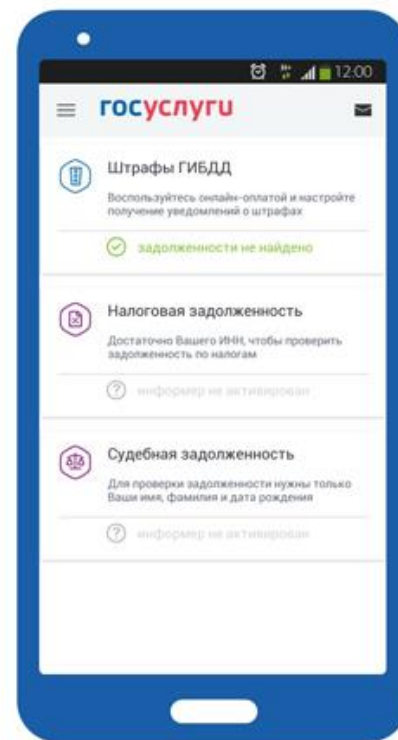 12:00
госуслуги
Штрафы ГИБДД
Воспользуйтесь онлайн-оплатой и настройте
получение уведомлений о штрафах
задолженности не найдено
Налоговая задолженность
Достаточно Вашего ИНН, чтобы проверить
задолженность по налогам
информер не активирован
Судебная задолженность
Для проверки задолженности нужны только
Ваши имя, фамилия и дата рождения
информер не активирован